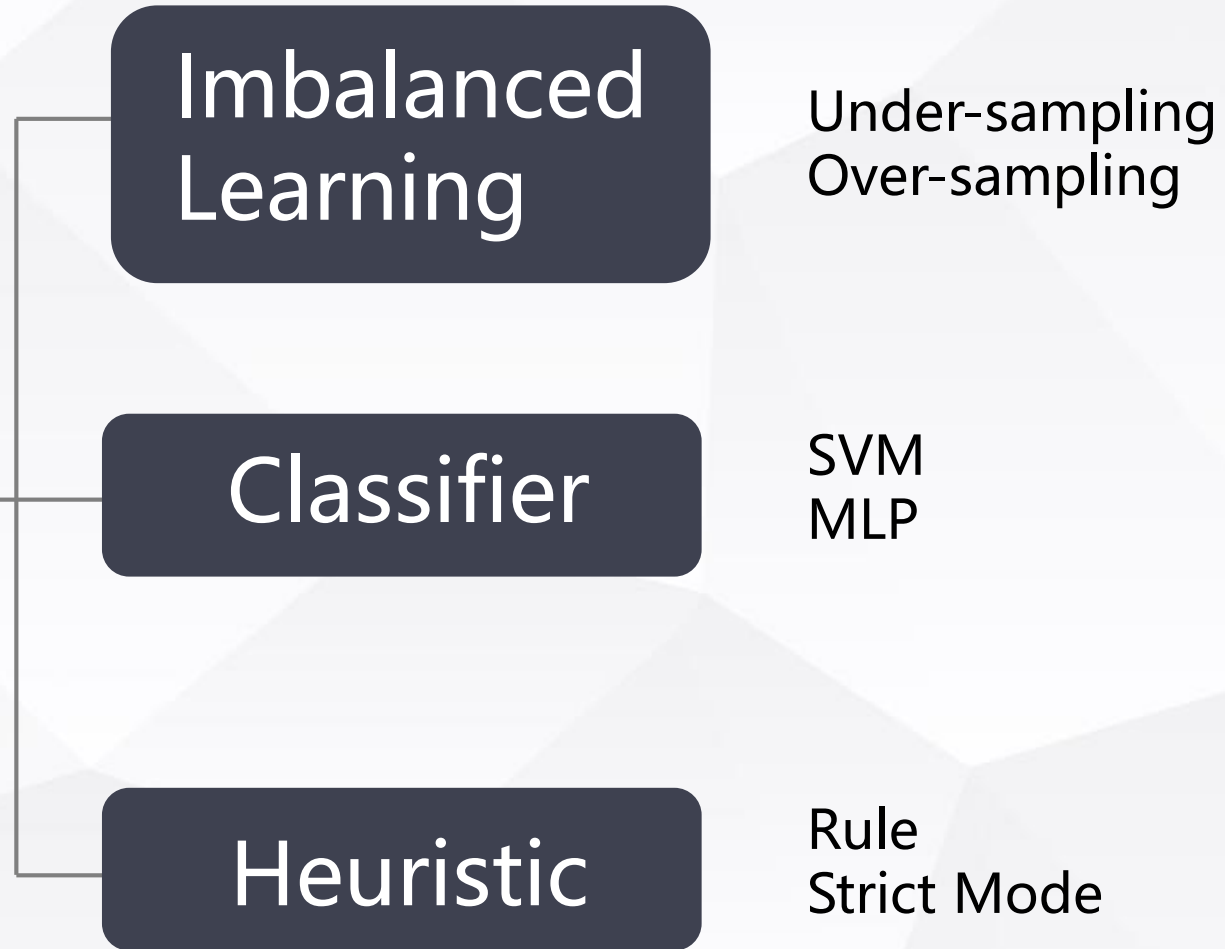 Imbalanced
Learning
Under-sampling
Over-sampling
Classifier
SVM
MLP
Heuristic
Rule
Strict Mode